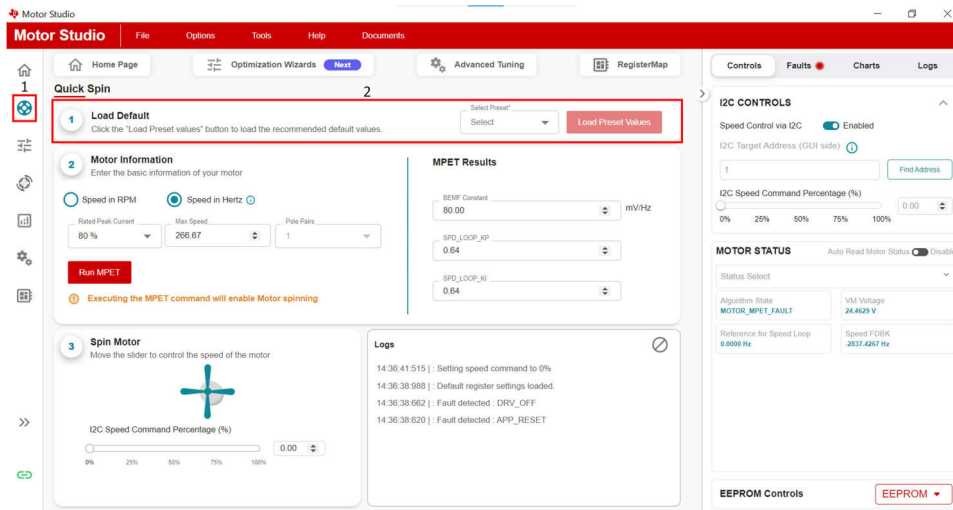 Motor Studio
Motor Studio File Options Tools Help Documents
Home Page Optimization Wizards Next Advanced Tuning RegisterMap
Controls Faults Charts Logs
1
Quick Spin
2
1 Load Default
Click the "Load Preset values" button to load the recommended default values.
Select Preset*
Select
Load Preset Values
2 Motor Information
Enter the basic information of your motor
Speed in RPM Speed in Hertz
Rated Peak Current Max Speed Pole Pairs
80 % 266.67 1
Run MPET
Executing the MPET command will enable Motor spinning
MPET Results
BEMF Constant
80.00 mV/Hz
SPD_LOOP_KP
0.64
SPD_LOOP_KI
0.64
3 Spin Motor
Move the slider to control the speed of the motor
I2C Speed Command Percentage (%)
0.00
0% 25% 50% 75% 100%
Logs
14:36:41:515 | : Setting speed command to 0%
14:36:38:988 | : Default register settings loaded.
14:36:38:662 | : Fault detected : DRV_OFF
14:36:38:620 | : Fault detected : APP_RESET
I2C CONTROLS
Speed Control via I2C Enabled
I2C Target Address (GUI side)
1 Find Address
I2C Speed Command Percentage (%)
0.00
0% 25% 50% 75% 100%
MOTOR STATUS Auto Read Motor Status Disable
Status Select
Algorithm State VM Voltage
MOTOR_MPET_FAULT 24.4629 V
Reference for Speed Loop Speed FDBK
0.0000 Hz -2837.4267 Hz
EEPROM Controls EEPROM